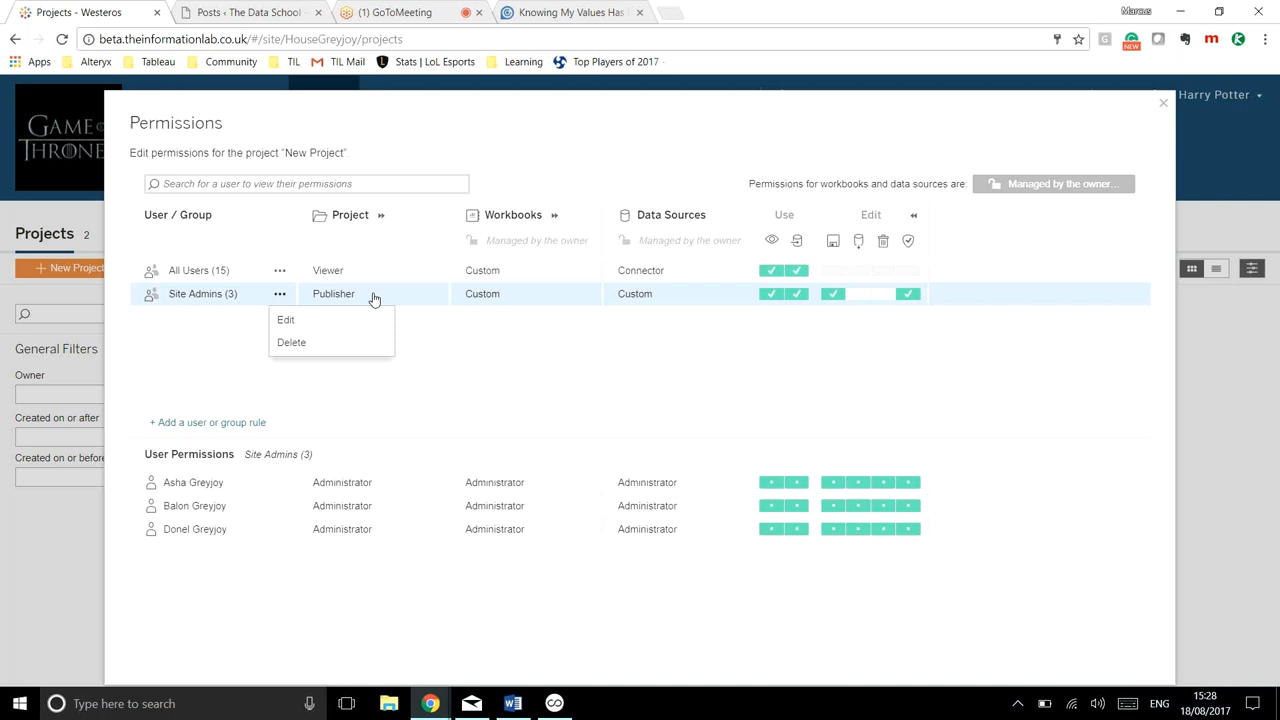 Projects - Westeros
Posts ‹ The Data School -
(1) GoToMeeting
Knowing My Values Has
Marcus
beta.theinformationlab.co.uk/#/site/HouseGreyjoy/projects
NEW
Apps Alteryx Tableau Community TIL TIL Mail Stats | LoL Esports Learning Top Players of 2017
GAME OF
THRONE
Harry Potter
Permissions
Edit permissions for the project "New Project".
Search for a user to view their permissions
Permissions for workbooks and data sources are: Managed by the owner...
User / Group Project Workbooks Data Sources Use Edit
Managed by the owner Managed by the owner
All Users (15) ••• Viewer Custom Connector
Site Admins (3) ••• Publisher Custom Custom
Edit
Delete
+ Add a user or group rule
User Permissions Site Admins (3)
Asha Greyjoy Administrator Administrator Administrator
Balon Greyjoy Administrator Administrator Administrator
Donel Greyjoy Administrator Administrator Administrator
Projects 2
+ New Project
General Filters
Owner
Created on or after
Created on or before
Type here to search
ENG
15:28
18/08/2017